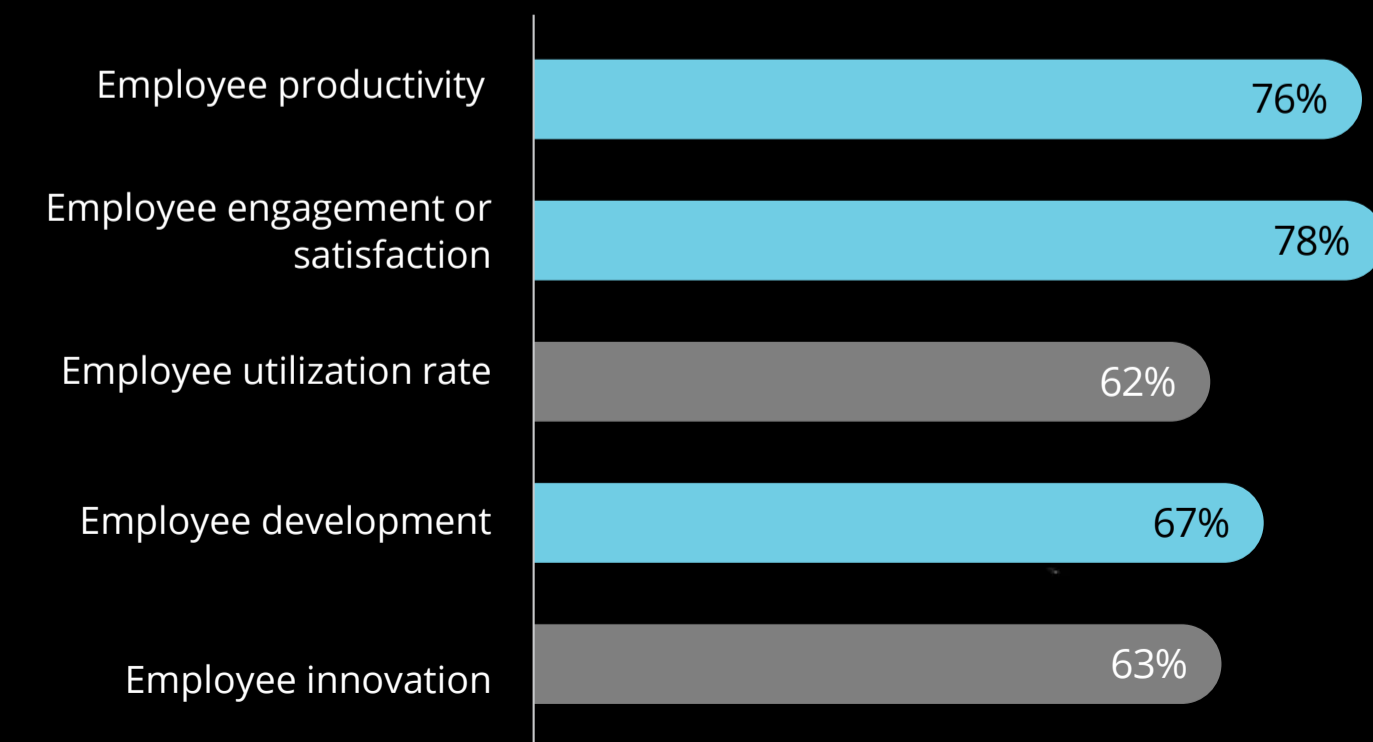 Employee productivity
76%
Employee engagement or
satisfaction
78%
Employee utilization rate
62%
Employee development
67%
Employee innovation
63%